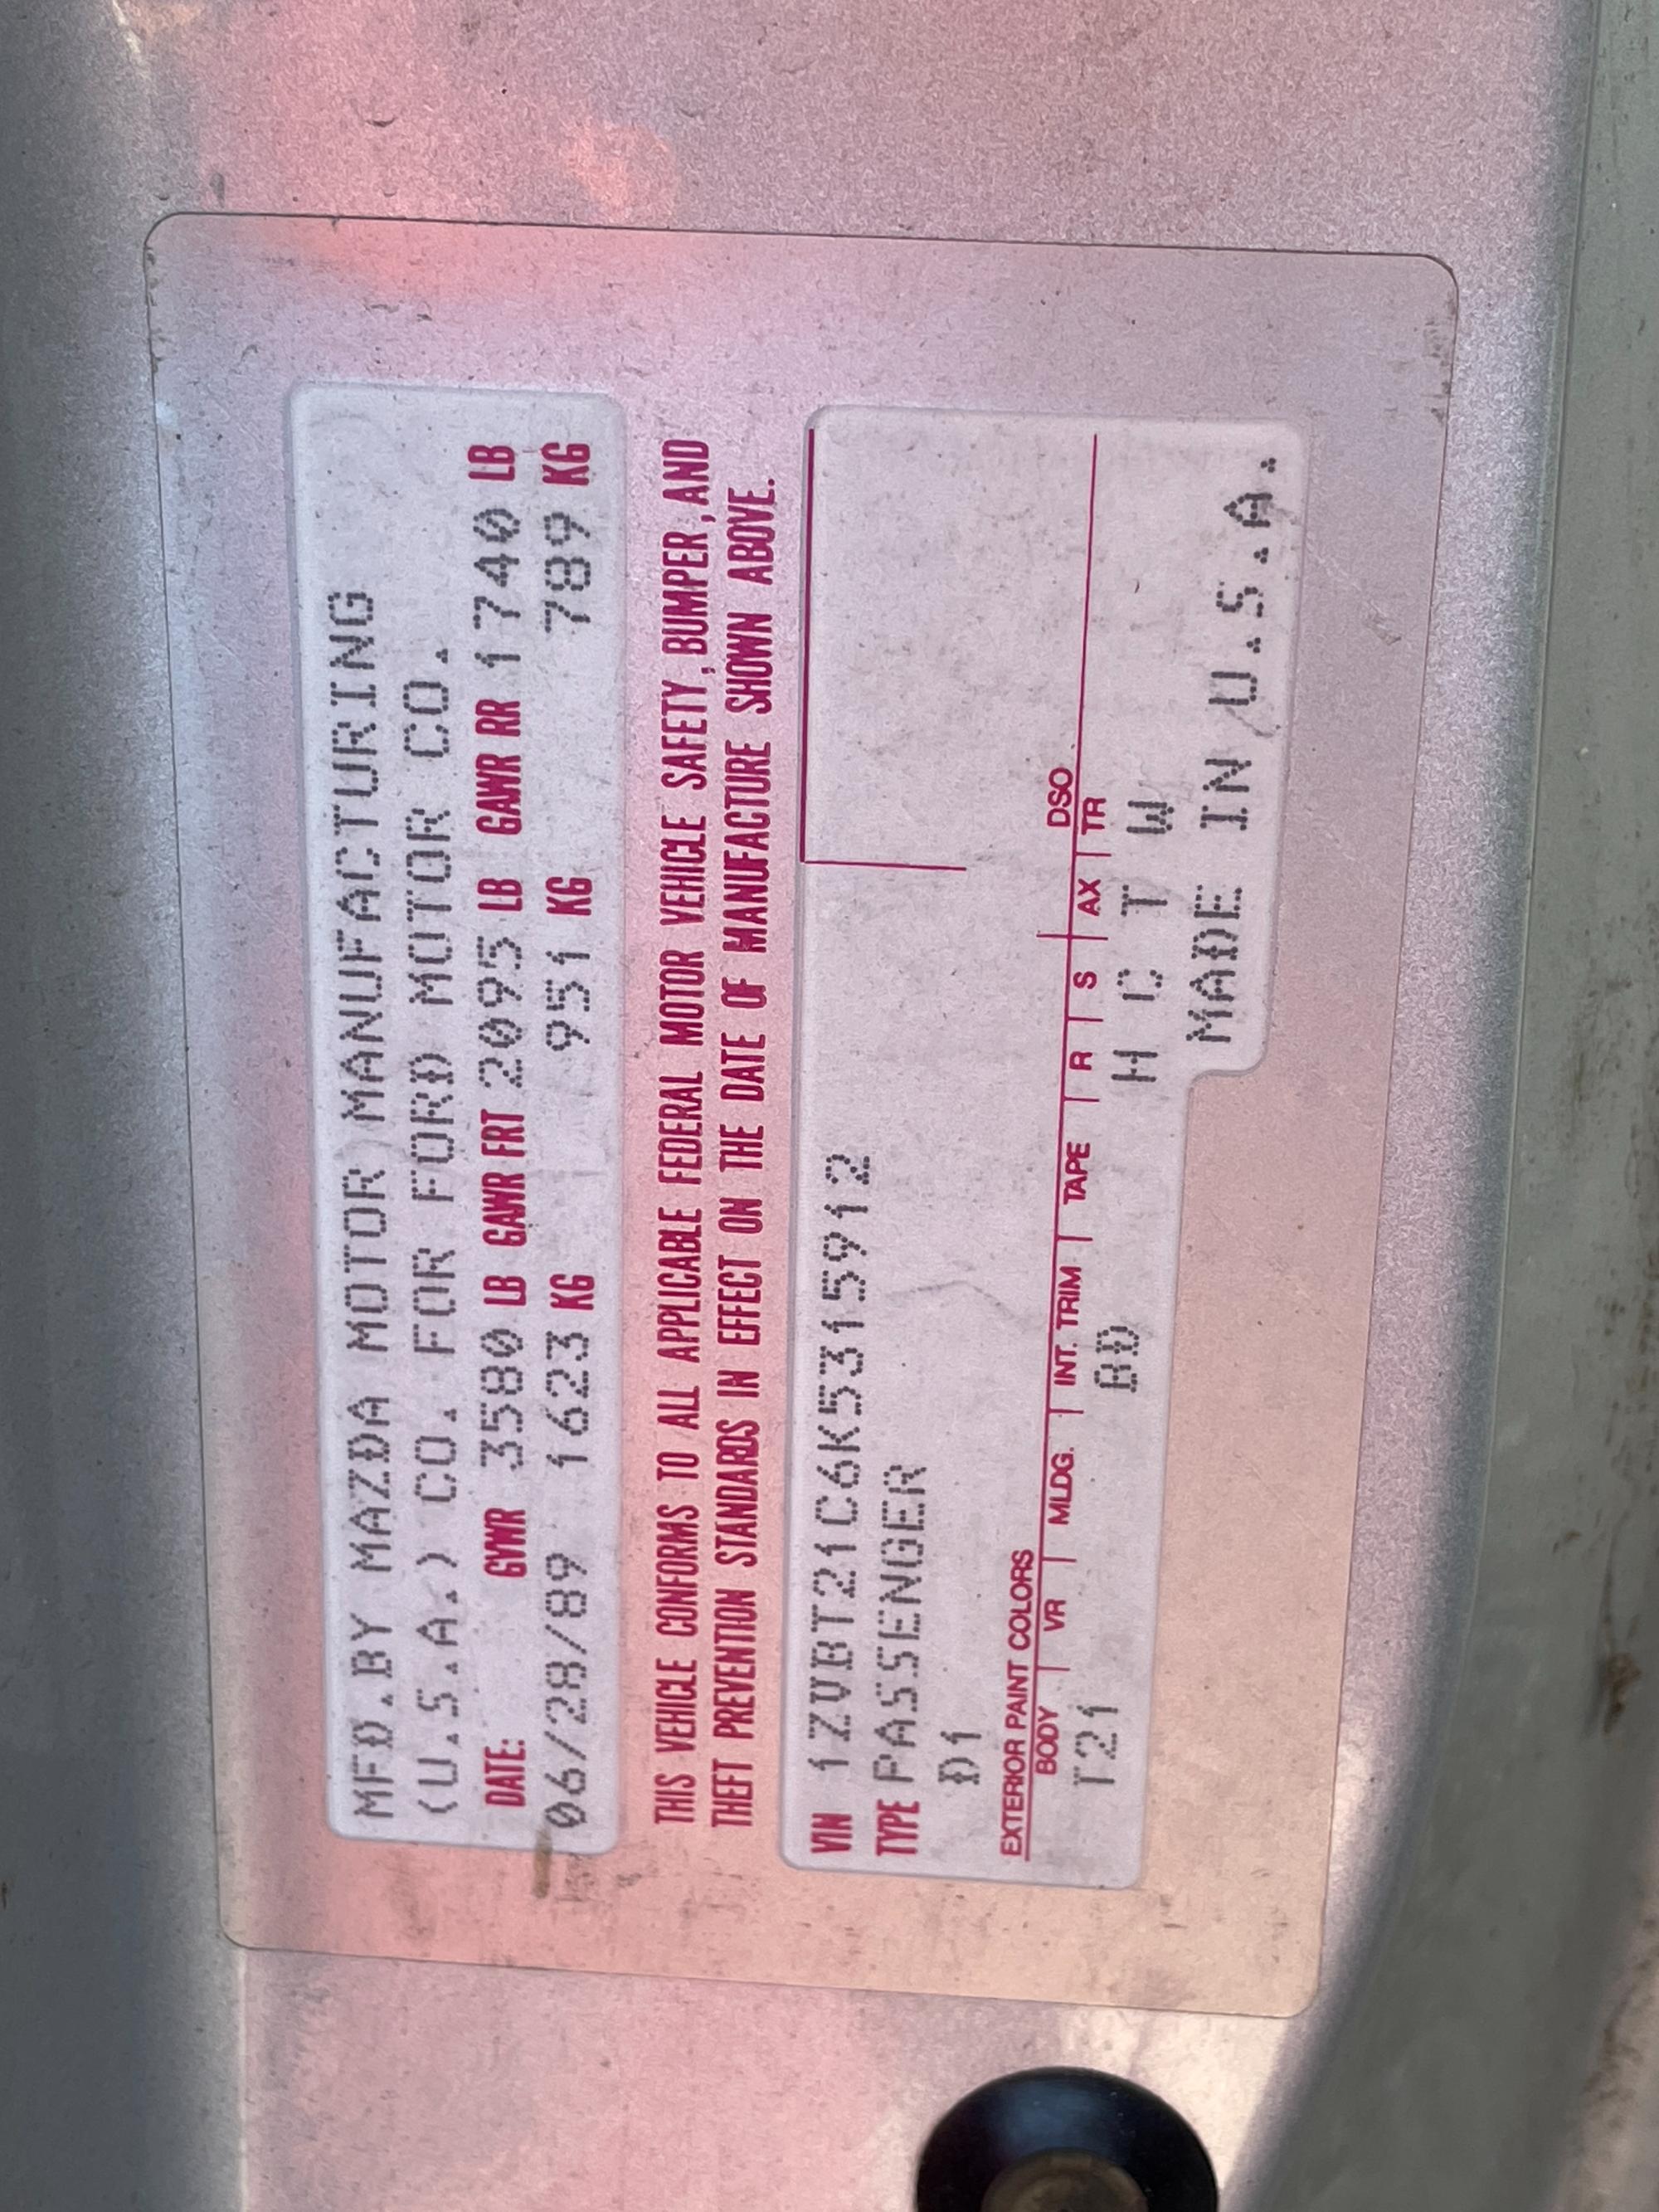 MFD.BY MAZDA MOTOR MANUFACTURING
(U.S.A.) CO. FOR FORD MOTOR CO.
DATE: GVWR 3580 LB GAWR FRT 2095 LB GAWR RR 1740 LB
06/28/89 1623 KG 951 KG 789 KG
THIS VEHICLE CONFORMS TO ALL APPLICABLE FEDERAL MOTOR VEHICLE SAFETY, BUMPER, AND
THEFT PREVENTION STANDARDS IN EFFECT ON THE DATE OF MANUFACTURE SHOWN ABOVE.
VIN 1ZVBT21C6K5315912
TYPE PASSENGER
D1
EXTERIOR PAINT COLORS DSO
BODY VR MLDG. INT. TRIM TAPE R S AX TR
T21 BD H C T W
MADE IN U.S.A.